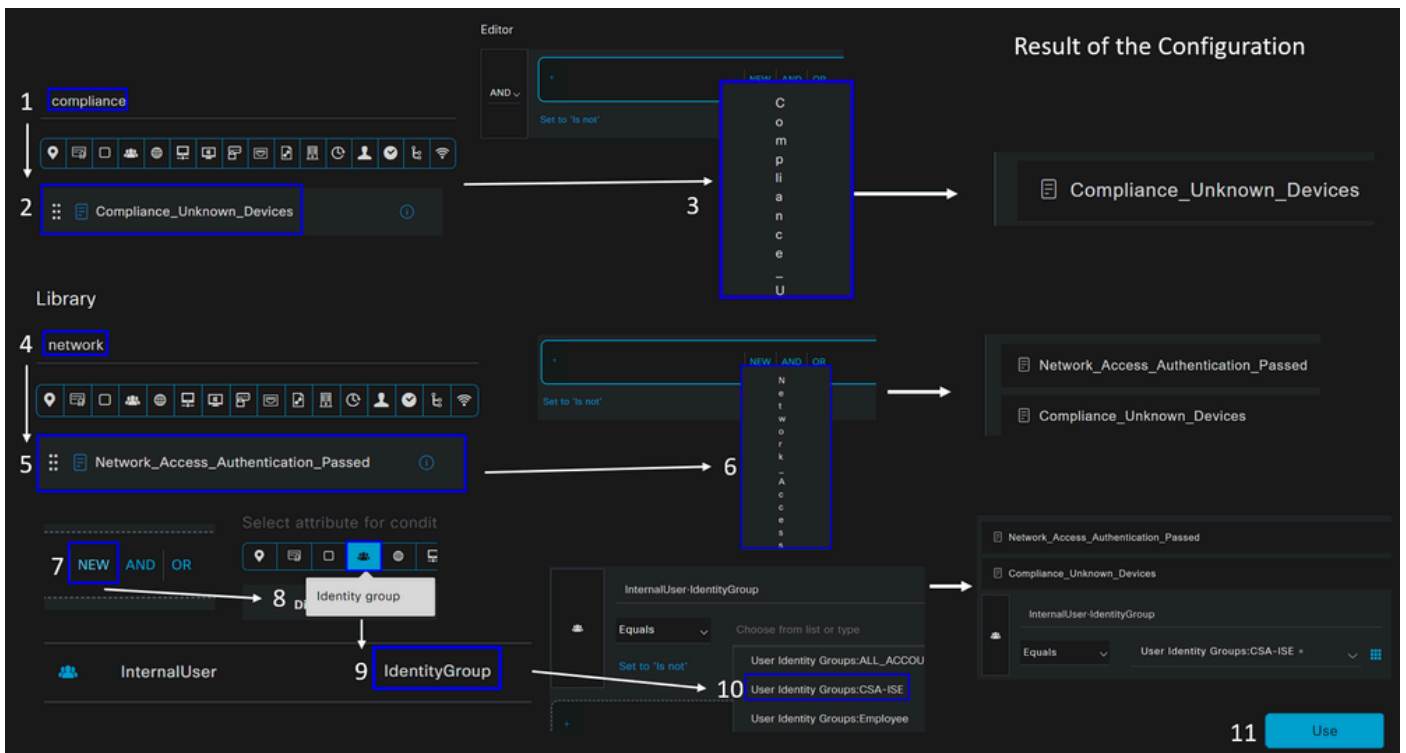 Editor
Result of the Configuration
NEW AND OR
AND
1 compliance
Set to 'Is not'
C
o
m
p
li
a
n
c
e
_
U
2 Compliance_Unknown_Devices
3
Compliance_Unknown_Devices
Library
4 network
NEW AND OR
Set to 'Is not'
N
e
t
w
o
r
k
_
A
c
c
e
s
s
Network_Access_Authentication_Passed
Compliance_Unknown_Devices
5 Network_Access_Authentication_Passed
6
Select attribute for condit
7 NEW AND OR
8 Di
Identity group
9
InternalUser
IdentityGroup
InternalUser·IdentityGroup
Equals
Choose from list or type
Set to 'Is not'
User Identity Groups:ALL_ACCOU
10 User Identity Groups:CSA-ISE
User Identity Groups:Employee
Network_Access_Authentication_Passed
Compliance_Unknown_Devices
InternalUser·IdentityGroup
Equals
User Identity Groups:CSA-ISE ×
11 Use